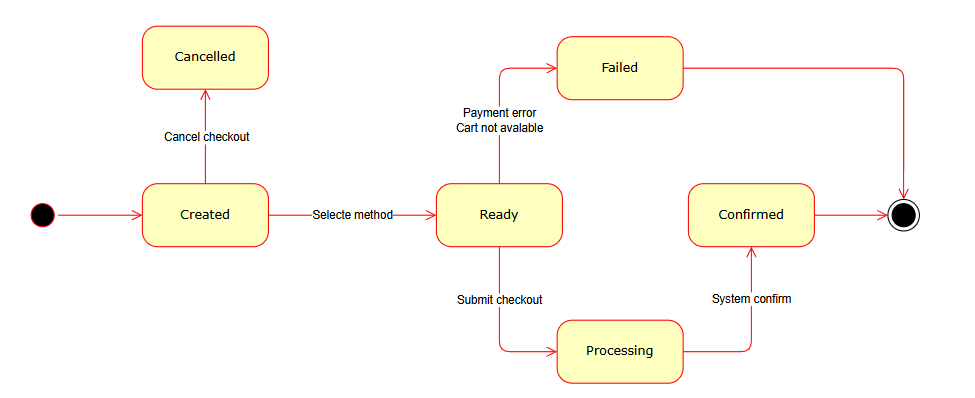 Cancelled
Failed
Payment error
Cart not avalable
Cancel checkout
Created
Selecte method
Ready
Confirmed
Submit checkout
System confirm
Processing